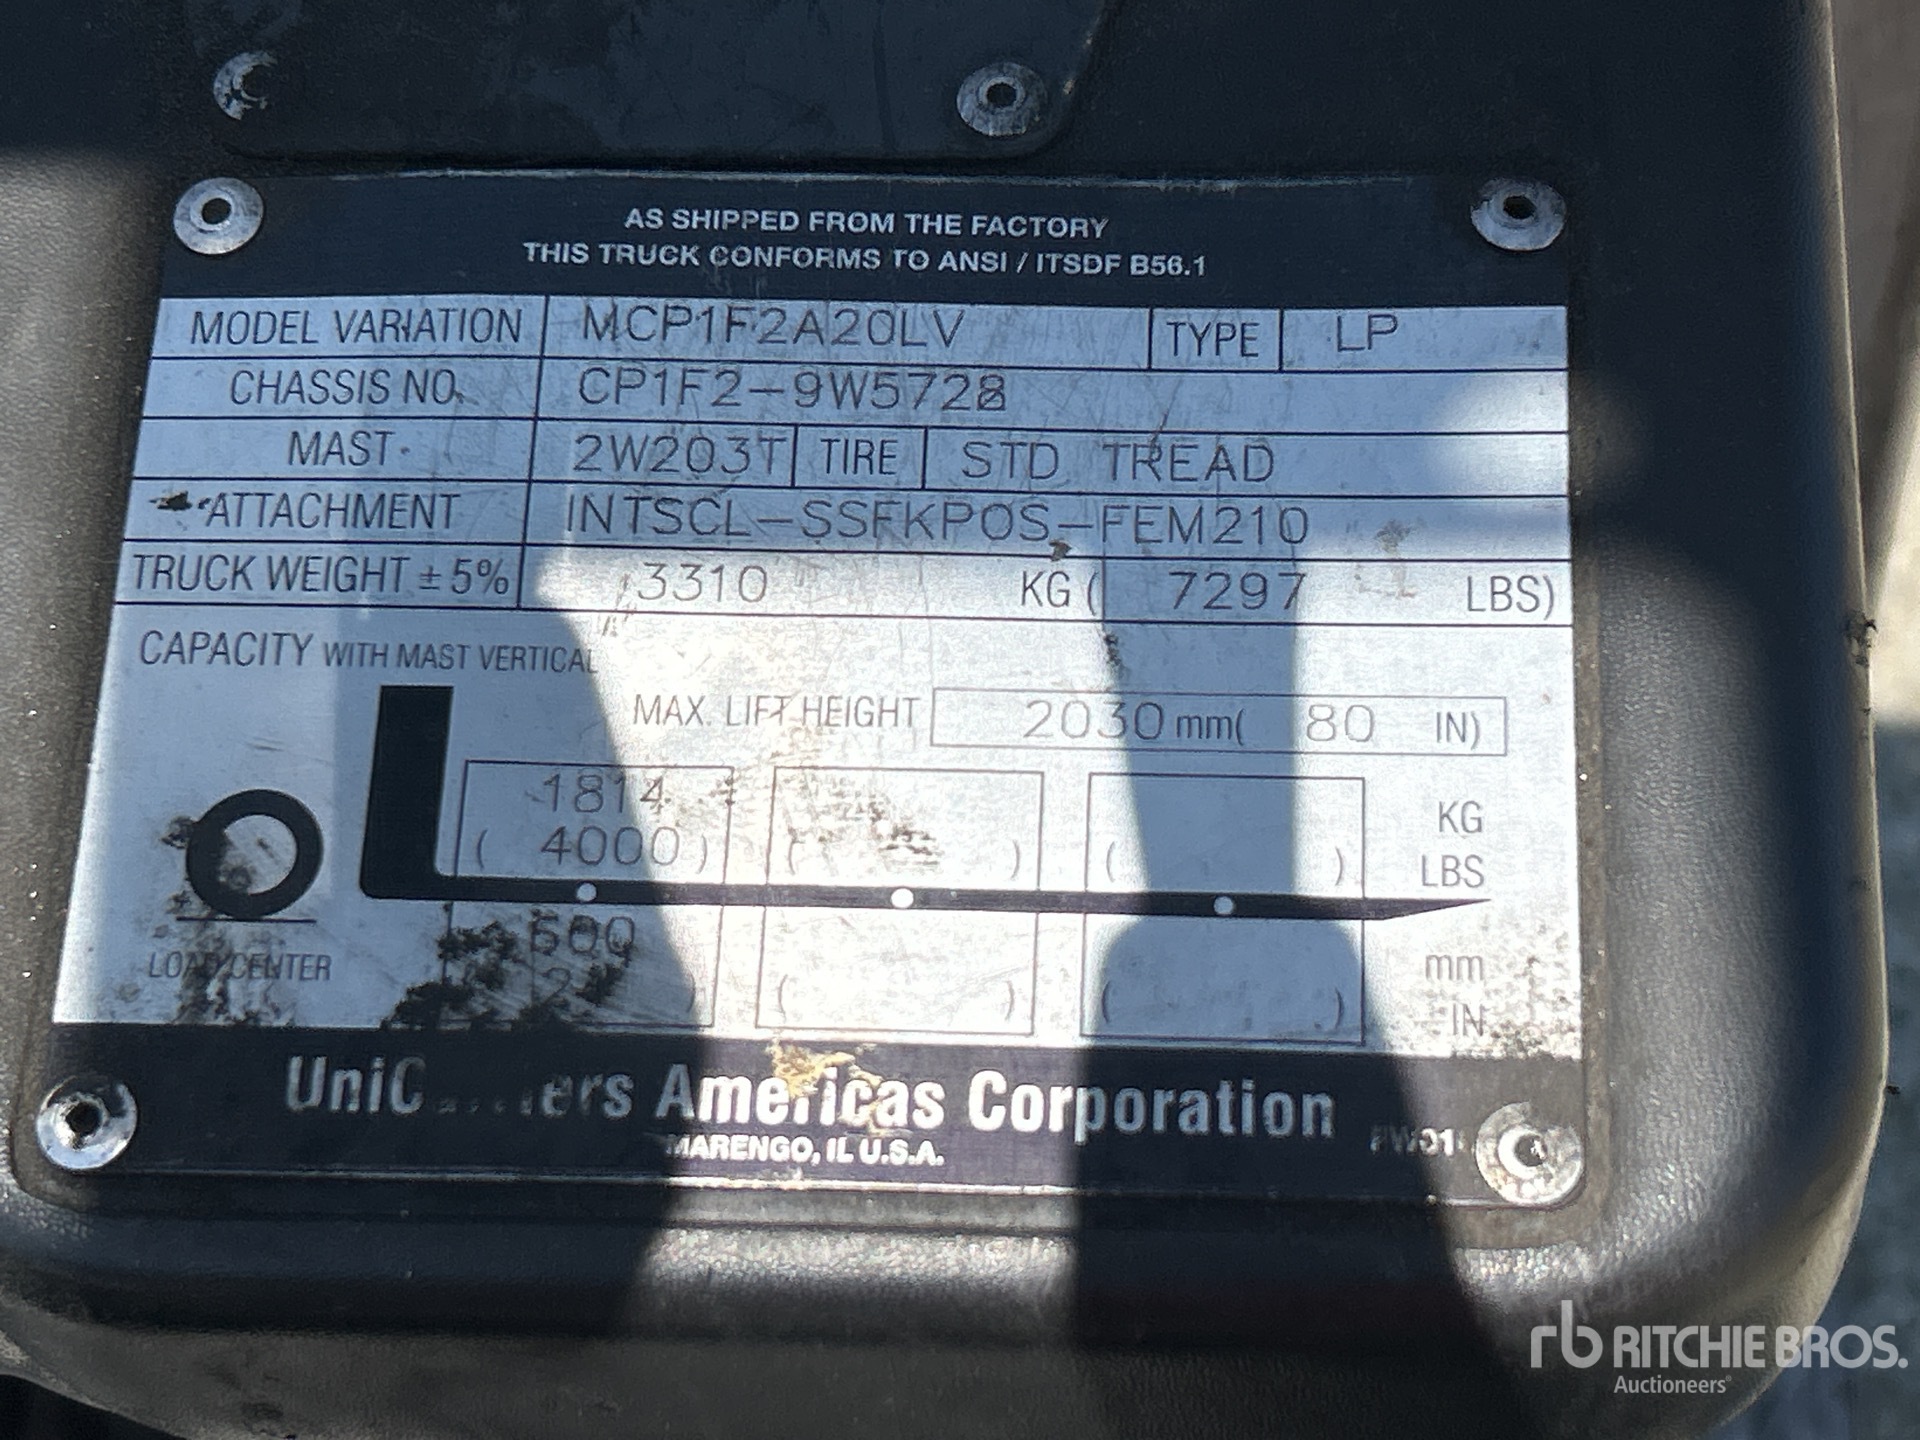 AS SHIPPED FROM THE FACTORY
THIS TRUCK CONFORMS TO ANSI / ITSDF B56.1
MODEL VARIATION MCP1F2A20LV TYPE LP
CHASSIS NO. CP1F2-9W5728
MAST 2W203T TIRE STD TREAD
ATTACHMENT INTSCL-SSFKPOS-FEM210
TRUCK WEIGHT ± 5% 3310 KG ( 7297 LBS)
CAPACITY WITH MAST VERTICAL
MAX. LIFT HEIGHT 2030 mm( 80 IN)
1814 KG
( 4000 ) ( ) ( ) LBS
600 mm
LOAD CENTER
) ( ) ( ) IN
Americas Corporation
MARENGO, IL U.S.A.
rb RITCHIE BROS.
Auctioneers